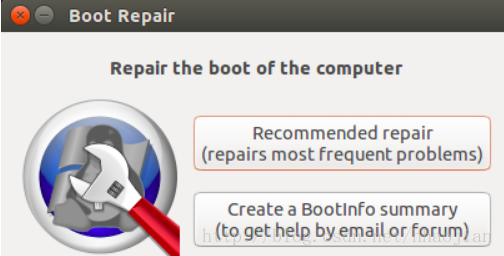 Boot Repair
Repair the boot of the computer
Recommended repair
(repairs most frequent problems)
Create a BootInfo summary
(to get help by email or forum)